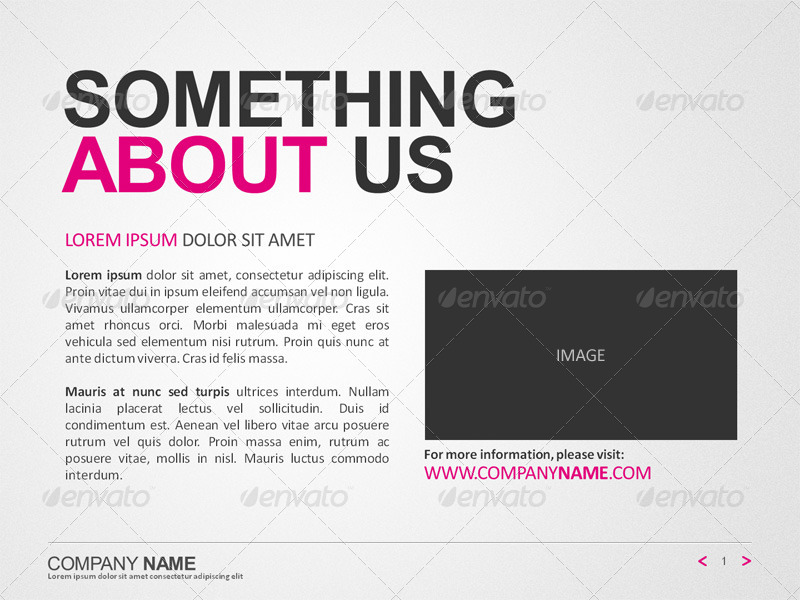 SOMETHING
ABOUT US
LOREM IPSUM DOLOR SIT AMET
Lorem ipsum dolor sit amet, consectetur adipiscing elit.
Proin vitae dui in ipsum eleifend accumsan vel non ligula.
Vivamus ullamcorper elementum ullamcorper. Cras sit
amet rhoncus orci. Morbi malesuada mi eget eros
vehicula sed elementum nisi rutrum. Proin quis nunc at
ante dictum viverra. Cras id felis massa.
Mauris at nunc sed turpis ultrices interdum. Nullam
lacinia placerat lectus vel sollicitudin. Duis id
condimentum est. Aenean vel libero vitae arcu posuere
rutrum vel quis dolor. Proin massa enim, rutrum ac
posuere vitae, mollis in nisl. Mauris luctus commodo
interdum.
IMAGE
For more information, please visit:
WWW.COMPANYNAME.COM
COMPANY NAME
Lorem ipsum dolor sit amet consectetur adipiscing elit
< 1 >
envato envato envato envato
envato envato envato envato
envato envato envato envato